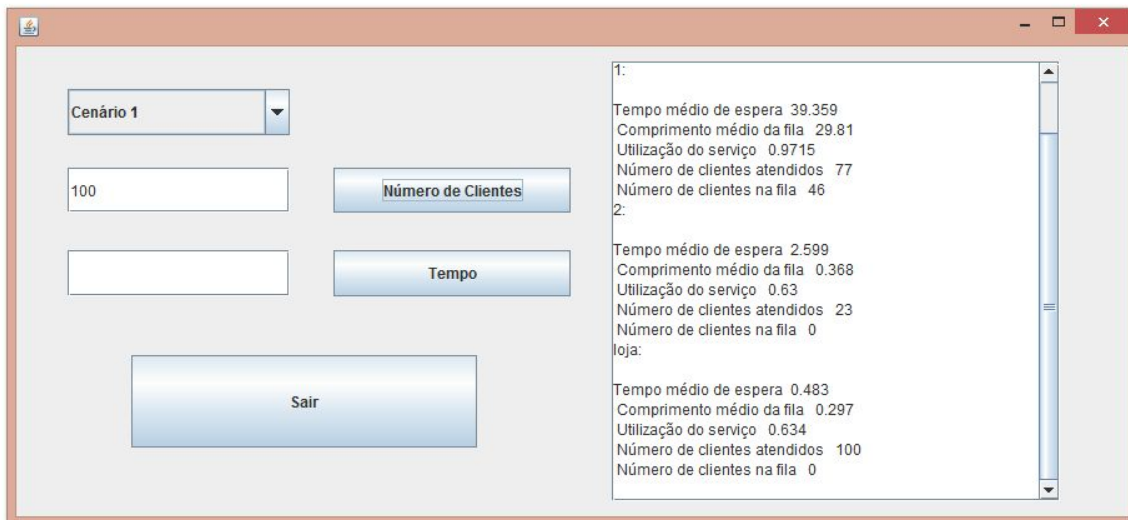 Cenário 1
100
Número de Clientes
Tempo
Sair
1:
Tempo médio de espera 39.359
Comprimento médio da fila 29.81
Utilização do serviço 0.9715
Número de clientes atendidos 77
Número de clientes na fila 46
2:
Tempo médio de espera 2.599
Comprimento médio da fila 0.368
Utilização do serviço 0.63
Número de clientes atendidos 23
Número de clientes na fila 0
loja:
Tempo médio de espera 0.483
Comprimento médio da fila 0.297
Utilização do serviço 0.634
Número de clientes atendidos 100
Número de clientes na fila 0